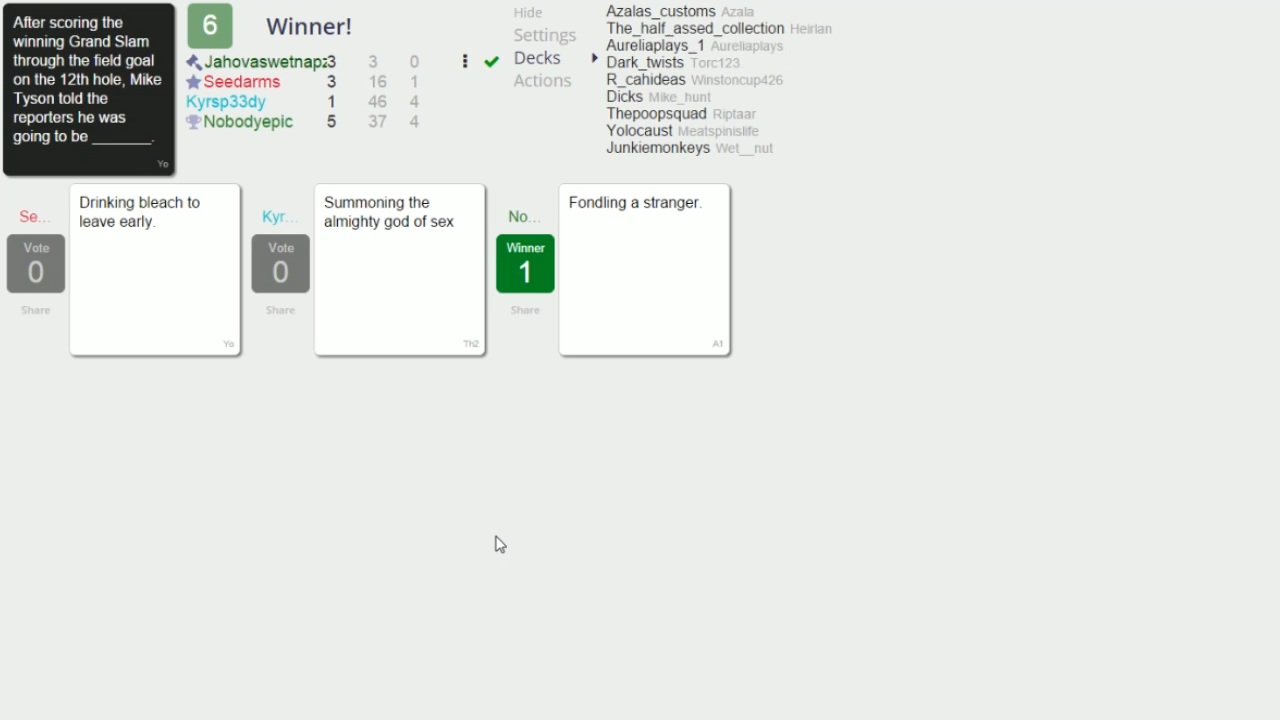 After scoring the
winning Grand Slam
through the field goal
on the 12th hole, Mike
Tyson told the
reporters he was
going to be _______.
Yo
6
Winner!
Jahovaswetnapz 3 3 0
Seedarms 3 16 1
Kyrsp33dy 1 46 4
Nobodyepic 5 37 4
Hide
Settings
Decks
Actions
Azalas_customs Azala
The_half_assed_collection Heirlan
Aureliaplays_1 Aureliaplays
Dark_twists Torc123
R_cahideas Winstoncup426
Dicks Mike_hunt
Thepoopsquad Riptaar
Yolocaust Meatspinislife
Junkiemonkeys Wet__nut
Se...
Vote
0
Share
Drinking bleach to
leave early.
Yo
Kyr...
Vote
0
Share
Summoning the
almighty god of sex
Th2
No...
Winner
1
Share
Fondling a stranger.
A1